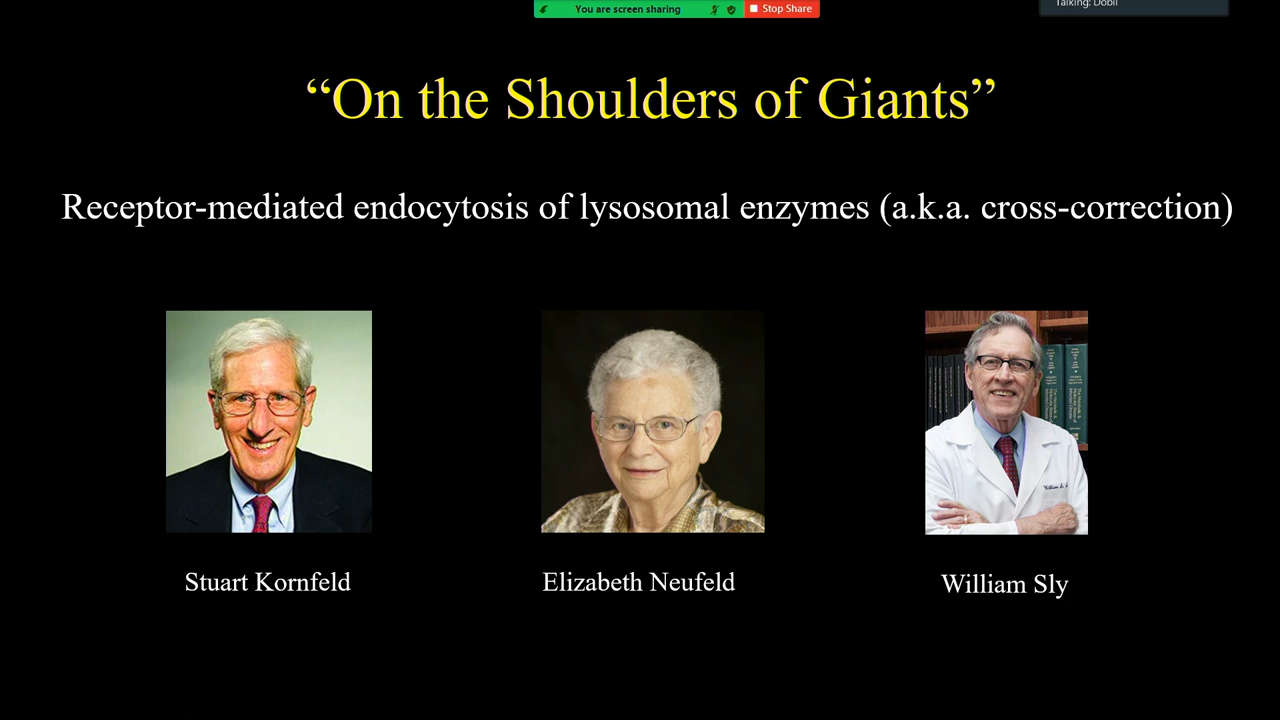 You are screen sharing
Stop Share
Talking: Dobli
“On the Shoulders of Giants”
Receptor-mediated endocytosis of lysosomal enzymes (a.k.a. cross-correction)
Stuart Kornfeld
Elizabeth Neufeld
William Sly